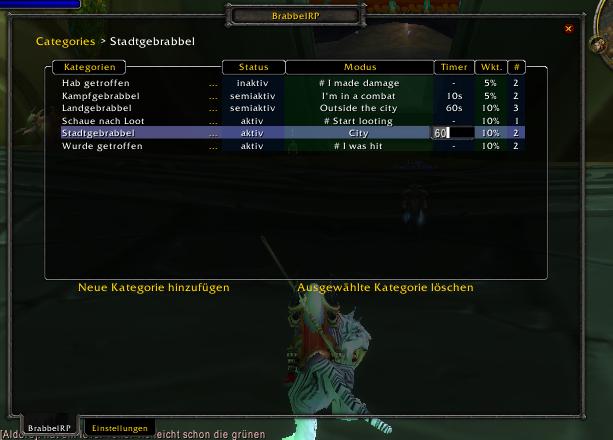 BrabbelRP
Categories > Stadtgebrabbel
Kategorien Status Modus Timer Wkt. #
Hab getroffen ... inaktiv # I made damage - 5% 2
Kampfgebrabbel ... semiaktiv I'm in a combat 10s 5% 2
Landgebrabbel ... semiaktiv Outside the city 60s 10% 3
Schaue nach Loot ... aktiv # Start looting - 10% 1
Stadtgebrabbel ... aktiv City 60 10% 2
Wurde getroffen ... aktiv # I was hit - 10% 2
Neue Kategorie hinzufügen Ausgewählte Kategorie löschen
BrabbelRP Einstellungen
schon die grünen